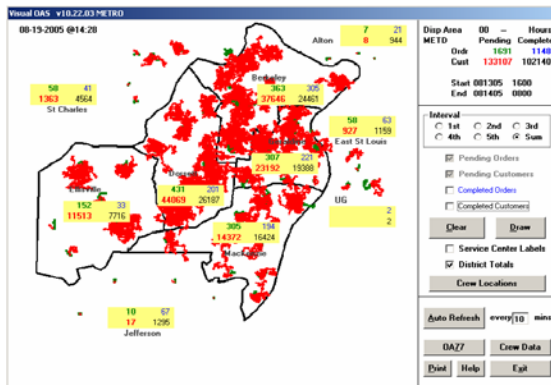 Visual OAS v10.22.03 METRO
08-19-2005 @14:28
7 21
Alton 8 944
Berkeley
58 41
1363 4564
St Charles
363 305
37646 24461
58 63
927 1159
East St Louis
307 221
23192 19388
Dorsett
Ellisville
431 201
44069 26187
152 33
11513 7716
UG
2
2
305 194
14372 16424
Mackenzie
10 67
17 1295
Jefferson
Disp Area 00 -- Hours
METD Pending Complete
Ordr 1691 1148
Cust 133107 102140
Start 081305 1600
End 081405 0800
Interval
1st 2nd 3rd
4th 5th Sum
Pending Orders
Pending Customers
Completed Orders
Completed Customers
Clear Draw
Service Center Labels
District Totals
Crew Locations
Auto Refresh every 10 mins
OAZ7 Crew Data
Print Help Exit